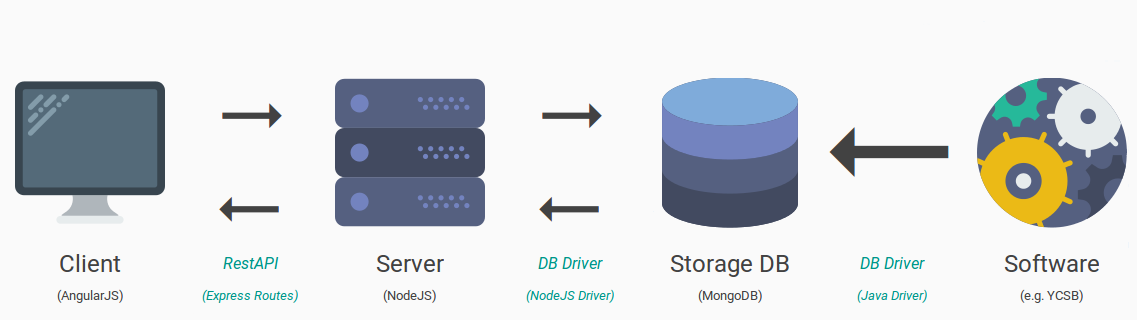 Client
(AngularJS)
RestAPI
(Express Routes)
Server
(NodeJS)
DB Driver
(NodeJS Driver)
Storage DB
(MongoDB)
DB Driver
(Java Driver)
Software
(e.g. YCSB)